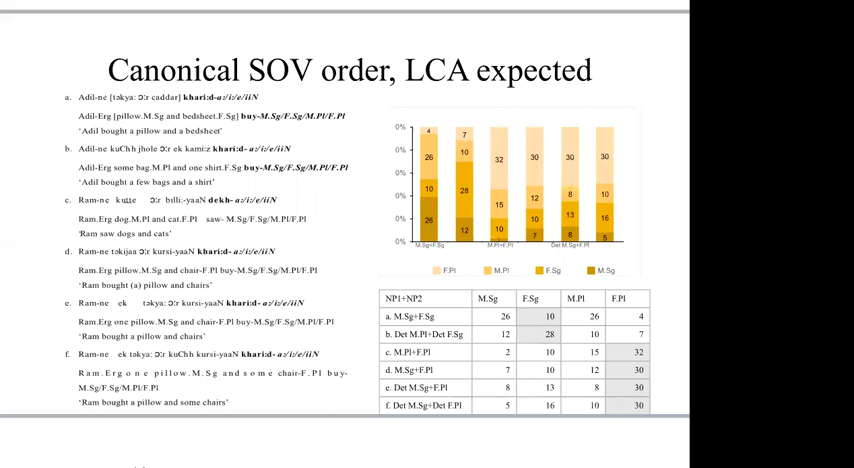 Canonical SOV order, LCA expected
a. Adil-ne [təkya: ɔ:r caddar] khari:d-a:/i:/e/iiN
Adil-Erg [pillow.M.Sg and bedsheet.F.Sg] buy-M.Sg/F.Sg/M.Pl/F.Pl
‘Adil bought a pillow and a bedsheet’
b. Adil-ne kuChh jhole ɔ:r ek kami:z khari:d- a:/i:/e/iiN
Adil-Erg some bag.M.Pl and one shirt.F.Sg buy-M.Sg/F.Sg/M.Pl/F.Pl
‘Adil bought a few bags and a shirt’
c. Ram-ne kuṭṭe ɔ:r bɪlli:-yaaN dekh- a:/i:/e/iiN
Ram.Erg dog.M.Pl and cat.F.Pl saw- M.Sg/F.Sg/M.Pl/F.Pl
‘Ram saw dogs and cats’
d. Ram-ne təkijaa ɔ:r kursi-yaaN khari:d- a:/i:/e/iiN
Ram.Erg pillow.M.Sg and chair-F.Pl buy-M.Sg/F.Sg/M.Pl/F.Pl
‘Ram bought (a) pillow and chairs’
e. Ram-ne ek təkya: ɔ:r kursi-yaaN khari:d- a:/i:/e/iiN
Ram.Erg one pillow.M.Sg and chair-F.Pl buy-M.Sg/F.Sg/M.Pl/F.Pl
‘Ram bought a pillow and chairs’
f. Ram-ne ek təkya: ɔ:r kuChh kursi-yaaN khari:d- a:/i:/e/iiN
Ram.Erg one pillow.M.Sg and some chair-F.Pl buy-
M.Sg/F.Sg/M.Pl/F.Pl
‘Ram bought a pillow and some chairs’
0% 4 7 32 30 30 30
0% 26 10
0% 15 12 8 10
0% 10 28 10 13 16
0% 26 12 10 7 8 5
0%
M.Sg+F.Sg M.Pl+F.Pl Det M.Sg+F.Pl
F.Pl M.Pl F.Sg M.Sg
NP1+NP2 M.Sg F.Sg M.Pl F.Pl
a. M.Sg+F.Sg 26 10 26 4
b. Det M.Pl+Det F.Sg 12 28 10 7
c. M.Pl+F.Pl 2 10 15 32
d. M.Sg+F.Pl 7 10 12 30
e. Det M.Sg+F.Pl 8 13 8 30
f. Det M.Sg+Det F.Pl 5 16 10 30